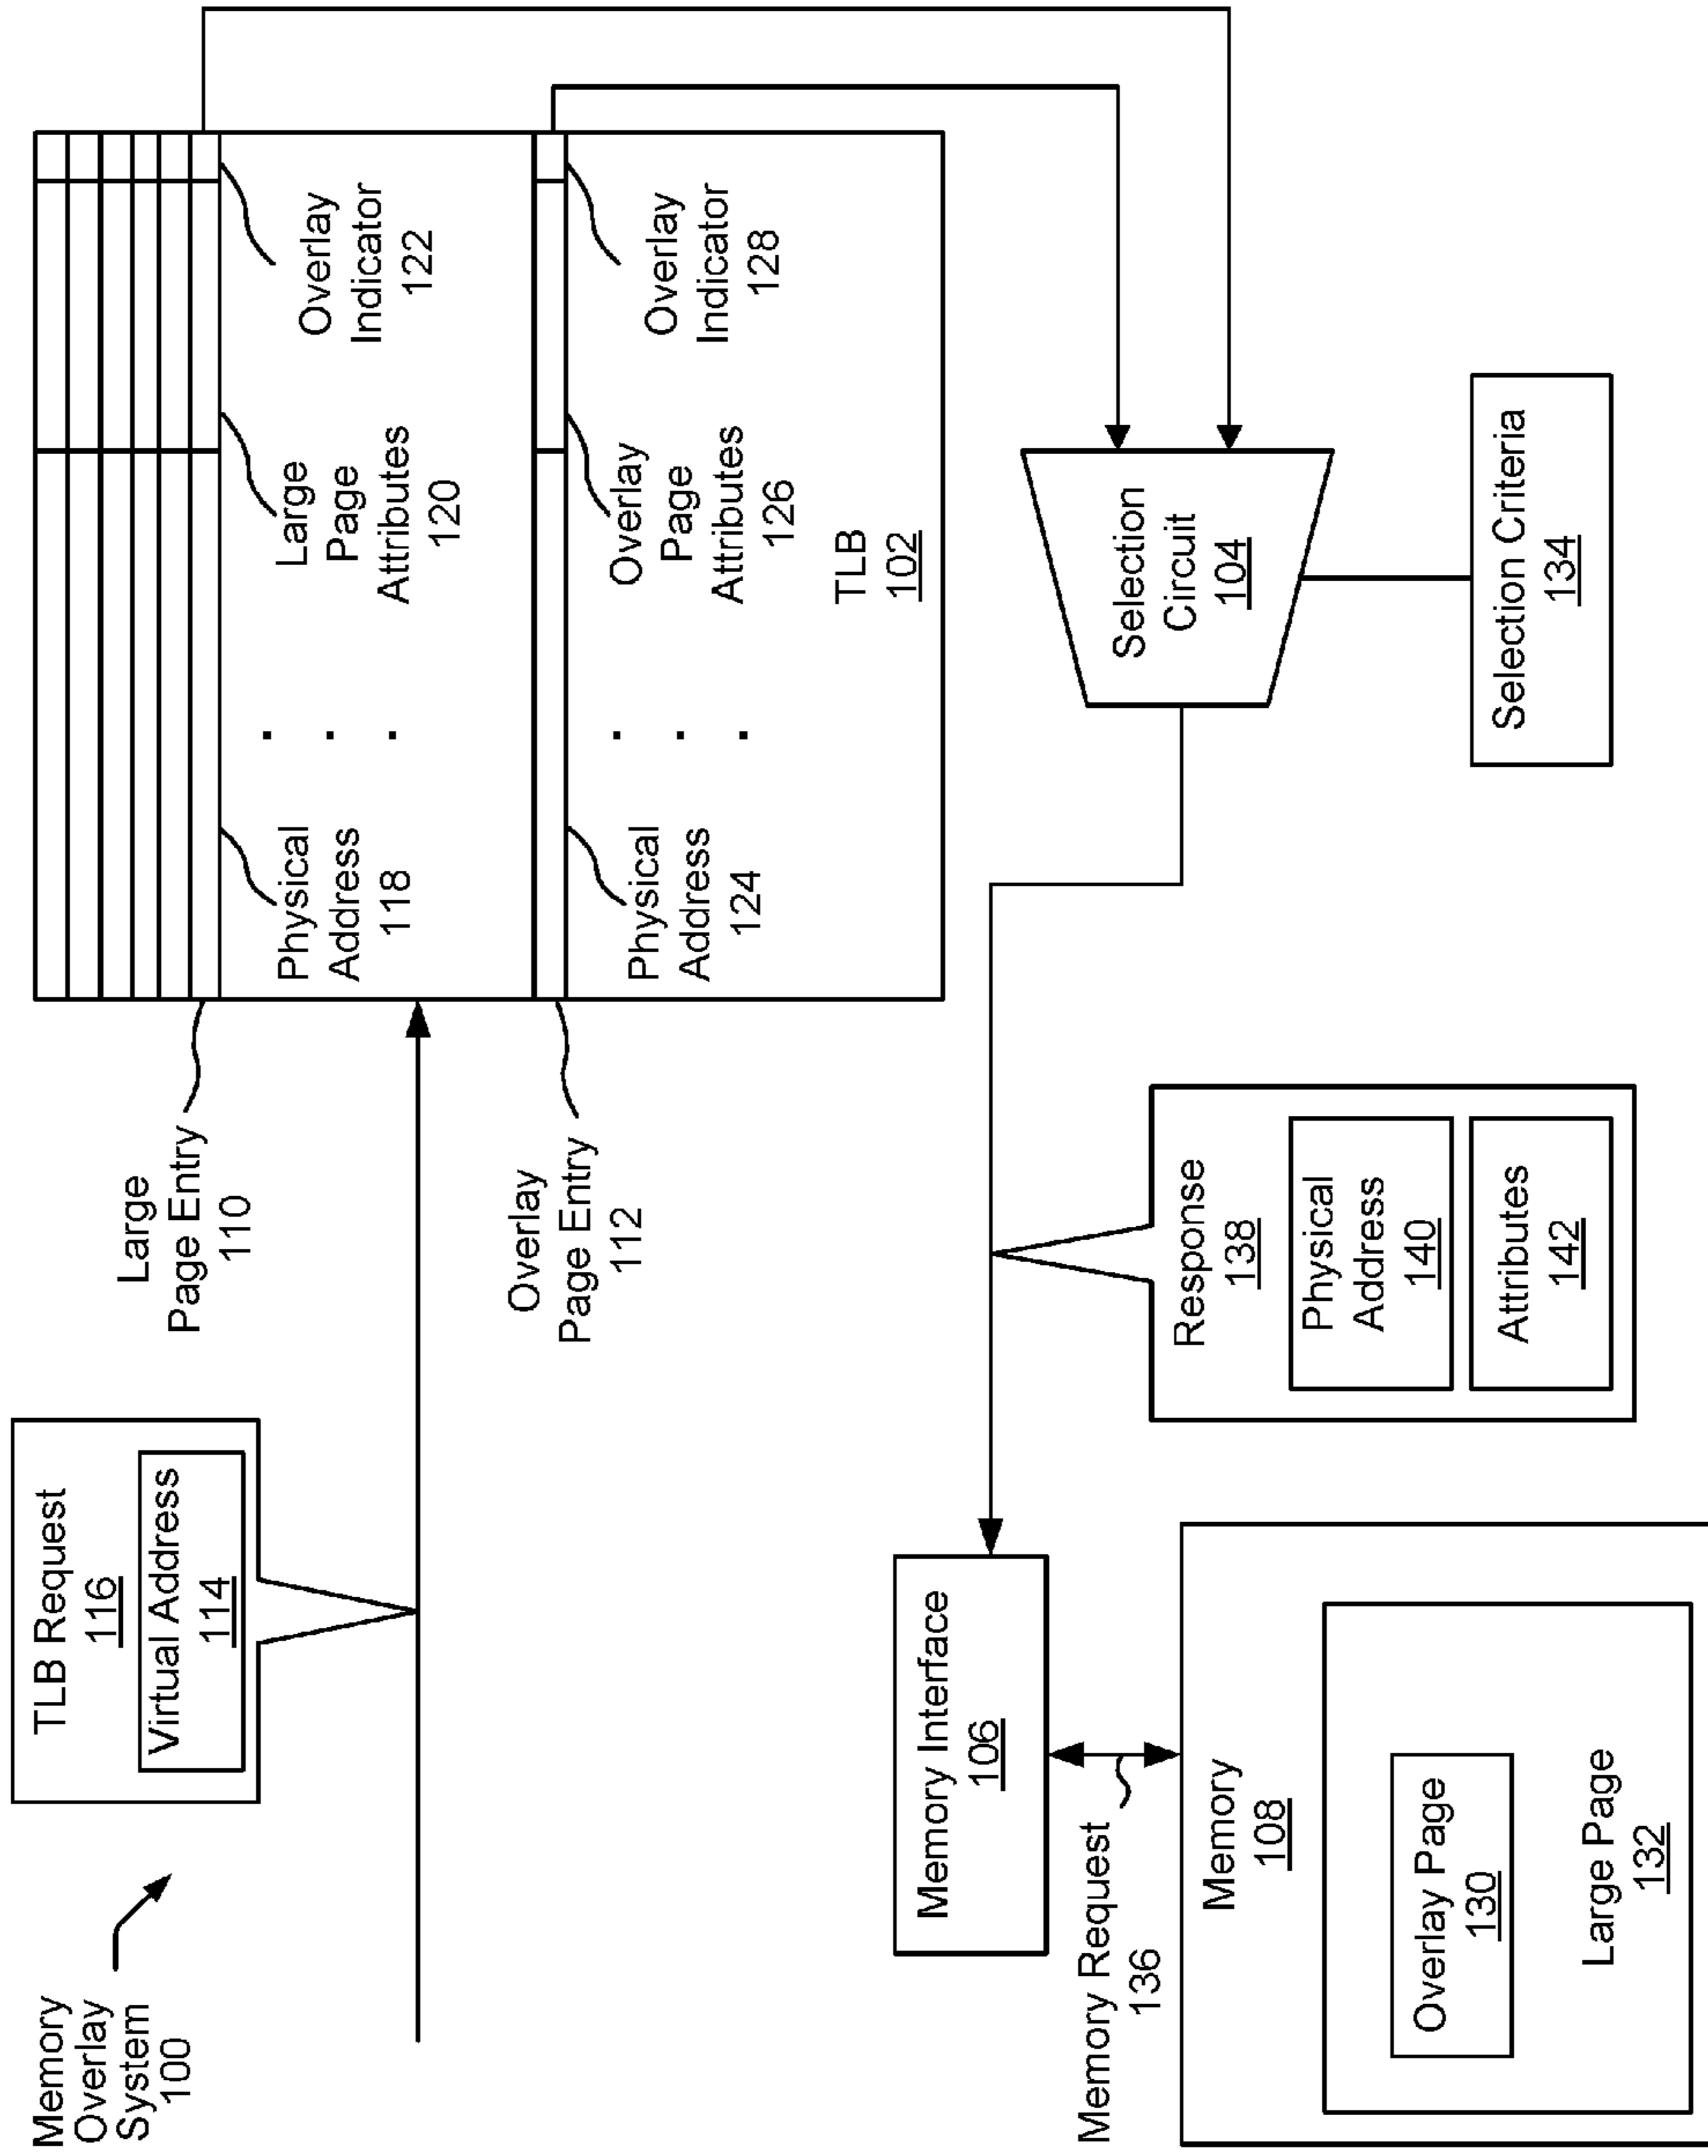 Memory
Overlay
System
100
TLB Request
116
Virtual Address
114
Large
Page Entry
110
Overlay
Page Entry
112
Physical
Address
118
Large
Page
Attributes
120
Overlay
Indicator
122
Physical
Address
124
Overlay
Page
Attributes
126
Overlay
Indicator
128
TLB
102
Memory Interface
106
Memory Request
136
Memory
108
Overlay Page
130
Large Page
132
Response
138
Physical
Address
140
Attributes
142
Selection
Circuit
104
Selection Criteria
134